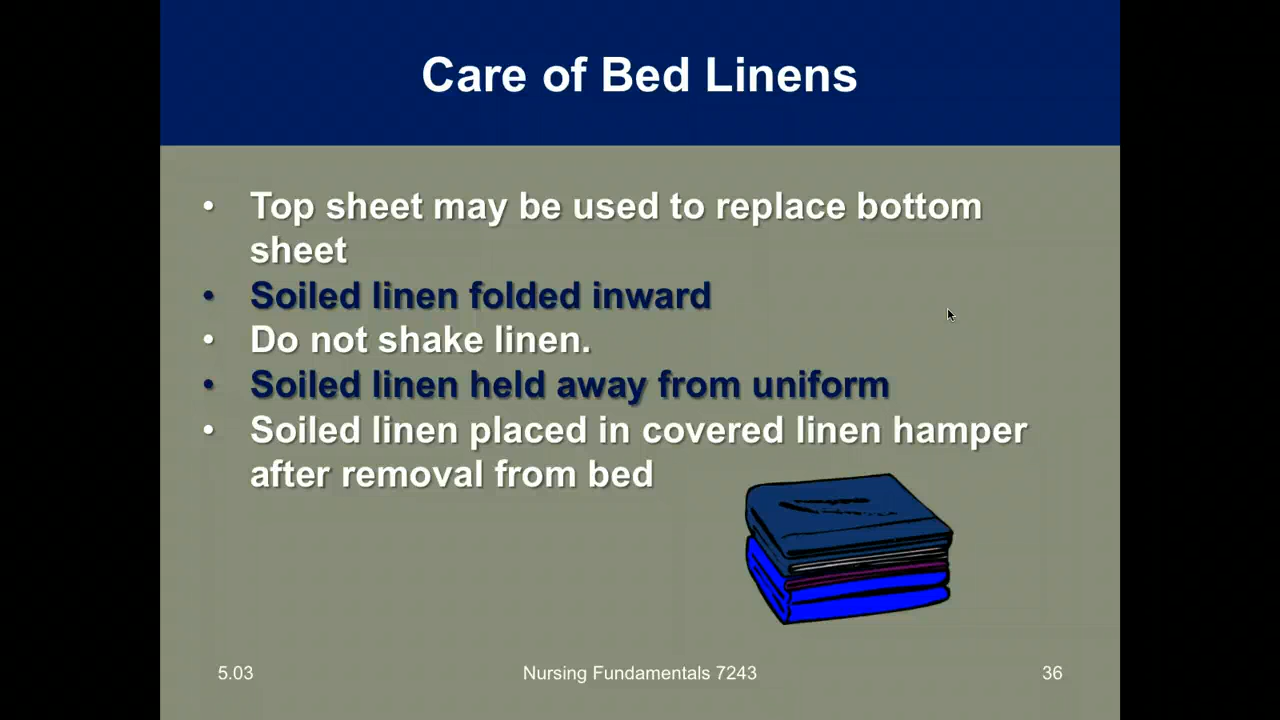 Care of Bed Linens
• Top sheet may be used to replace bottom
sheet
• Soiled linen folded inward
• Do not shake linen.
• Soiled linen held away from uniform
• Soiled linen placed in covered linen hamper
after removal from bed
5.03 Nursing Fundamentals 7243 36